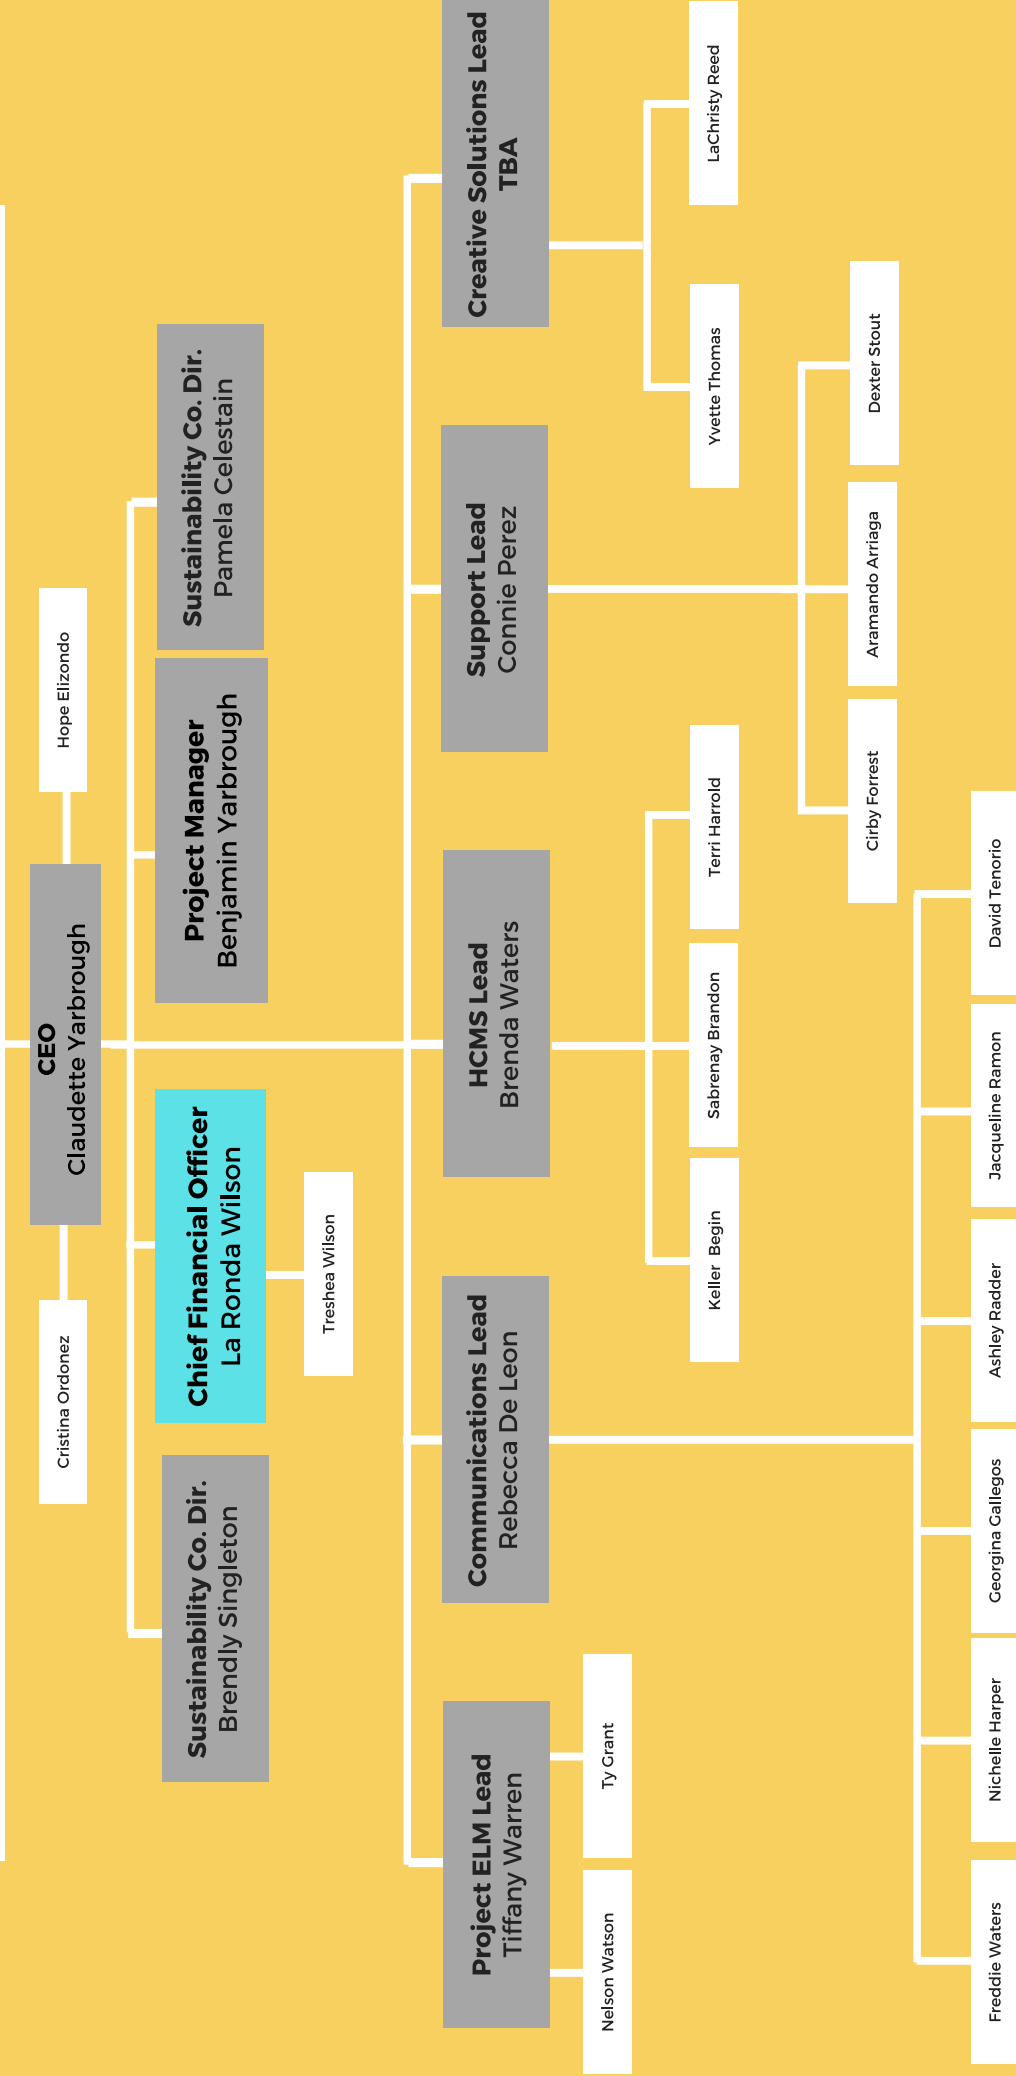 CEO
Claudette Yarbrough
Cristina Ordonez
Hope Elizondo
Sustainability Co. Dir.
Brendly Singleton
Chief Financial Officer
La Ronda Wilson
Project Manager
Benjamin Yarbrough
Sustainability Co. Dir.
Pamela Celestain
Treshea Wilson
Project ELM Lead
Tiffany Warren
Communications Lead
Rebecca De Leon
HCMS Lead
Brenda Waters
Support Lead
Connie Perez
Creative Solutions Lead
TBA
Nelson Watson
Ty Grant
Keller Begin
Sabrenay Brandon
Terri Harrold
Yvette Thomas
LaChristy Reed
Cirby Forrest
Aramando Arriaga
Dexter Stout
Freddie Waters
Nichelle Harper
Georgina Gallegos
Ashley Radder
Jacqueline Ramon
David Tenorio